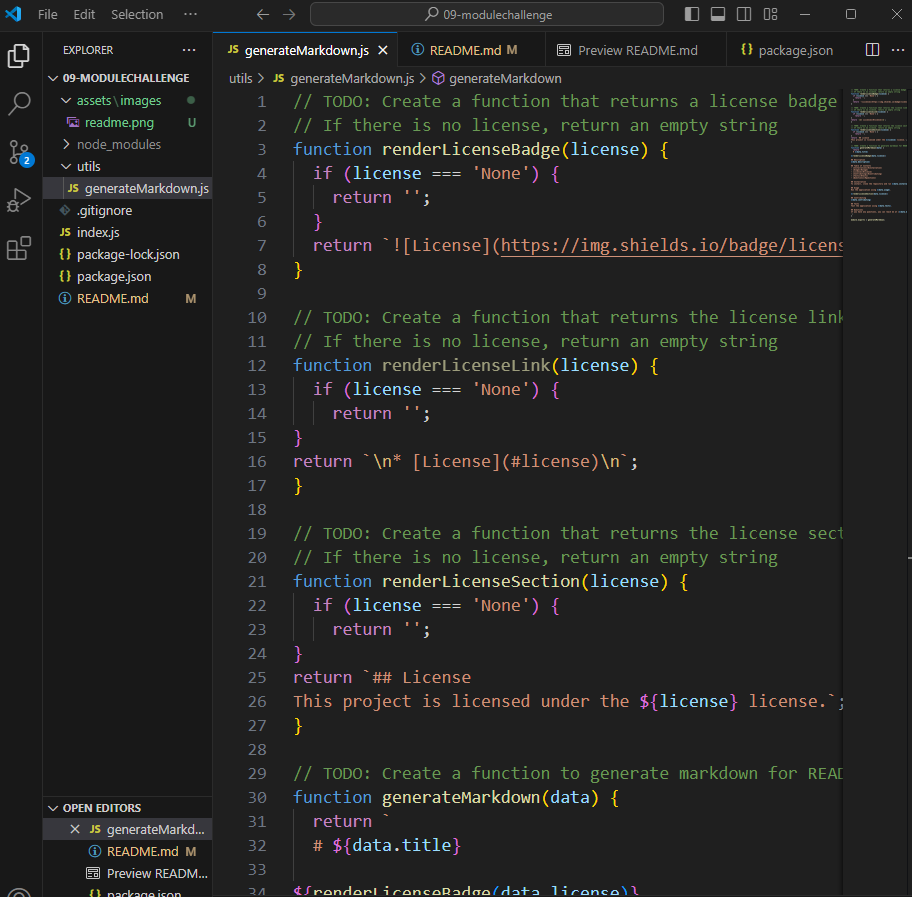 File Edit Selection ··· 09-modulechallenge
EXPLORER ···
09-MODULECHALLENGE
assets\images
readme.png U
node_modules
utils
JS generateMarkdown.js
.gitignore
JS index.js
{} package-lock.json
{} package.json
README.md M
OPEN EDITORS
JS generateMarkd...
README.md M
Preview READM...
{} package.json
2
JS generateMarkdown.js README.md M Preview README.md {} package.json ···
utils > JS generateMarkdown.js > generateMarkdown
1 // TODO: Create a function that returns a license badge
2 // If there is no license, return an empty string
3 function renderLicenseBadge(license) {
4 if (license === 'None') {
5 return '';
6 }
7 return `![License](https://img.shields.io/badge/licens
8 }
9
10 // TODO: Create a function that returns the license link
11 // If there is no license, return an empty string
12 function renderLicenseLink(license) {
13 if (license === 'None') {
14 return '';
15 }
16 return `\n* [License](#license)\n`;
17 }
18
19 // TODO: Create a function that returns the license sect
20 // If there is no license, return an empty string
21 function renderLicenseSection(license) {
22 if (license === 'None') {
23 return '';
24 }
25 return `## License
26 This project is licensed under the ${license} license.`;
27 }
28
29 // TODO: Create a function to generate markdown for READ
30 function generateMarkdown(data) {
31 return `
32 # ${data.title}
33
34 ${renderLicenseBadge(data.license)}